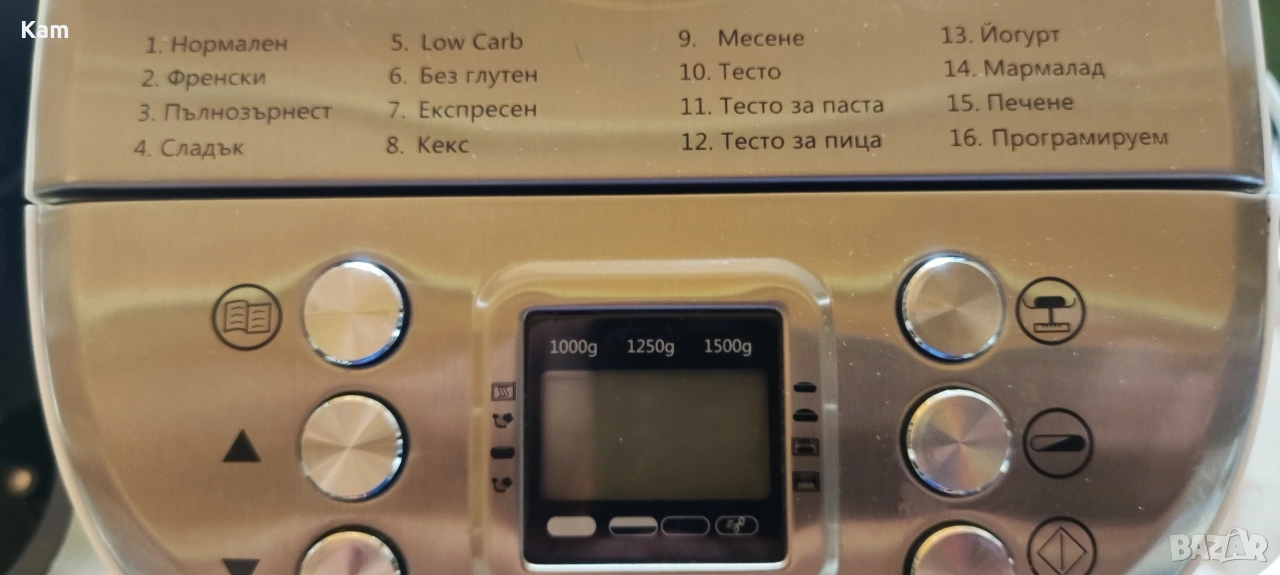 Kam
1. Нормален
2. Френски
3. Пълнозърнест
4. Сладък
5. Low Carb
6. Без глутен
7. Експресен
8. Кекс
9. Месене
10. Тесто
11. Тесто за паста
12. Тесто за пица
13. Йогурт
14. Мармалад
15. Печене
16. Програмируем
1000g 1250g 1500g
BAZAR